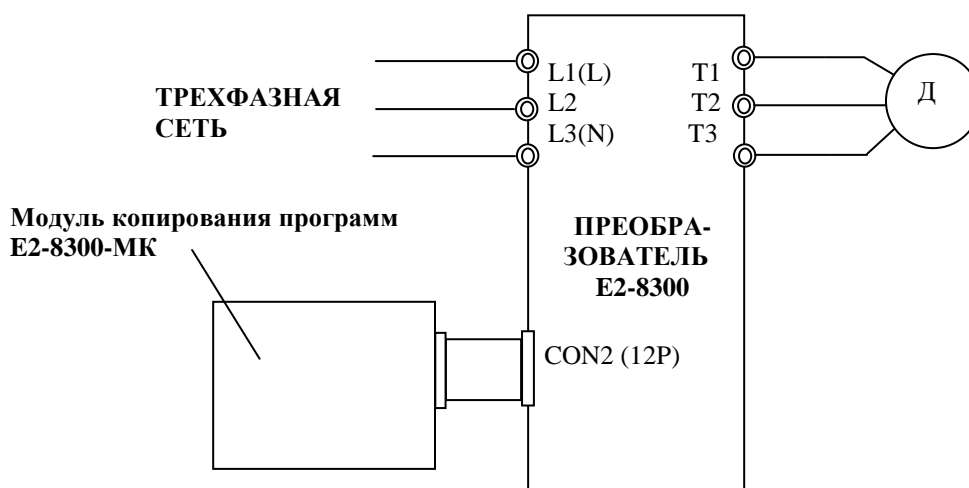 L1(L)
T1
ТРЕХФАЗНАЯ
СЕТЬ
L2
T2
Д
L3(N)
T3
Модуль копирования программ
Е2-8300-МК
ПРЕОБРА-
ЗОВАТЕЛЬ
Е2-8300
CON2 (12P)